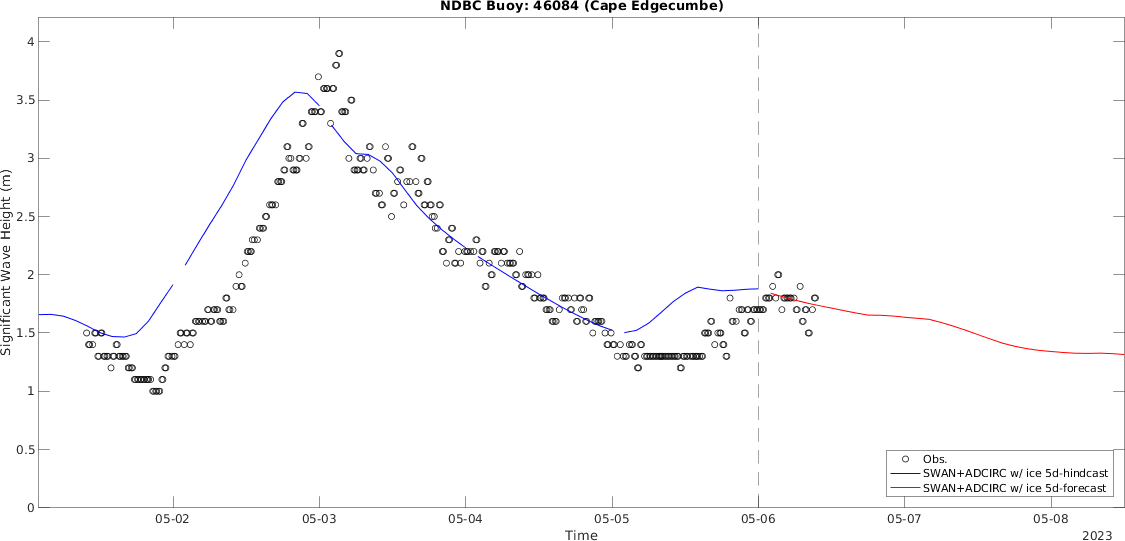 NDBC Buoy: 46084 (Cape Edgecumbe)
Significant Wave Height (m)
4
3.5
3
2.5
2
1.5
1
0.5
0
Obs.
SWAN+ADCIRC w/ ice 5d-hindcast
SWAN+ADCIRC w/ ice 5d-forecast
05-02 05-03 05-04 05-05 05-06 05-07 05-08
Time
2023